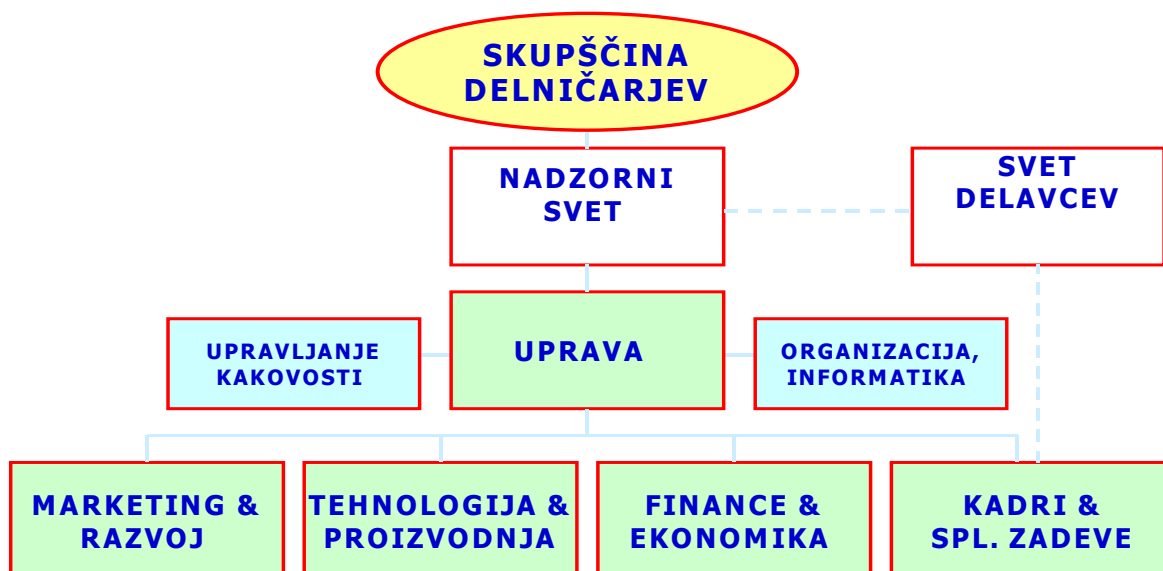 SKUPŠČINA
DELNIČARJEV
NADZORNI
SVET
SVET
DELAVCEV
UPRAVLJANJE
KAKOVOSTI
UPRAVA
ORGANIZACIJA,
INFORMATIKA
MARKETING &
RAZVOJ
TEHNOLOGIJA &
PROIZVODNJA
FINANCE &
EKONOMIKA
KADRI &
SPL. ZADEVE